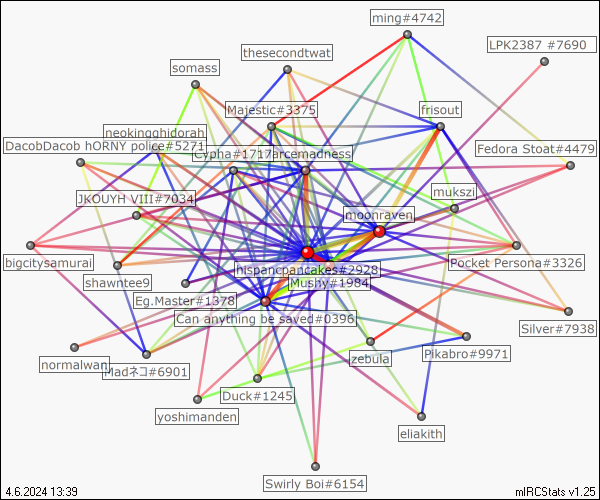 ming#4742
LPK2387 #7690
thesecondtwat
somass
Majestic#3375
frisout
neokingghidorah
DacobDacob hORNY police#5271
Fedora Stoat#4479
Cypha#1717
arcemadness
mukszi
JKOUYH VIII#7034
moonraven
bigcitysamurai
hispanicpancakes#2928
Pocket Persona#3326
shawntee9
Mushy#1984
Eg.Master#1378
Can anything be saved#0396
Silver#7938
zebula
Pikabro#9971
normalwan
Madネコ#6901
Duck#1245
yoshimanden
eliakith
Swirly Boi#6154
4.6.2024 13:39
mIRCStats v1.25